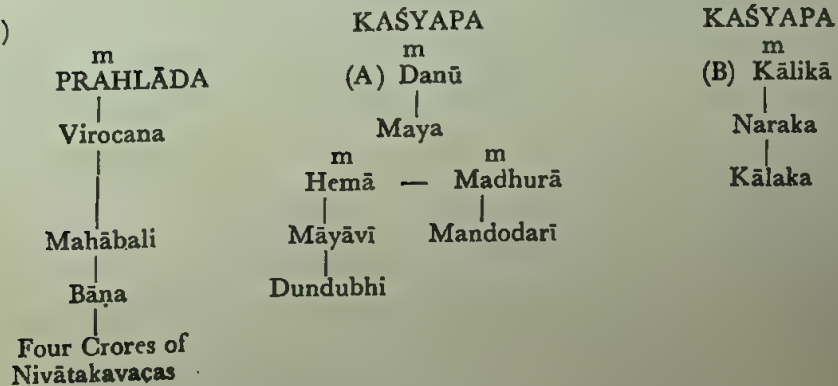 )
m
PRAHLĀDA
Virocana
Mahābali
Bāṇa
Four Crores of
Nivātakavaças
KAŚYAPA
m
(A) Danū
Maya
m m
Hemā — Madhurā
Māyāvī Mandodarī
Dundubhi
KAŚYAPA
m
(B) Kālikā
Naraka
Kālaka